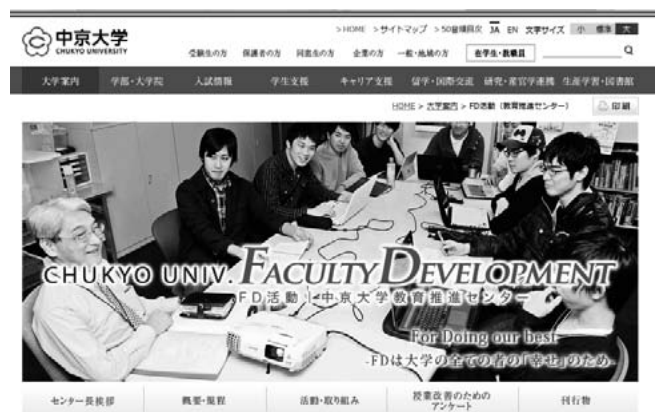 中京大学
CHUKYO UNIVERSITY
>HOME >サイトマップ >50音順目次 JA EN 文字サイズ 小 標準 大
受験生の方 保護者の方 同窓生の方 企業の方 一般・地域の方 在学生・教職員
大学案内 学部・大学院 入試情報 学生支援 キャリア支援 留学・国際交流 研究・産官学連携 生涯学習・図書館
HOME > 大学案内 > FD活動（教育推進センター） 印刷
CHUKYO UNIV. FACULTY DEVELOPMENT
FD活動|中京大学教育推進センター
For Doing our best
-FDは大学の全ての者の「幸せ」のため-
センター長挨拶 概要・規程 活動・取り組み 授業改善のためのアンケート 刊行物